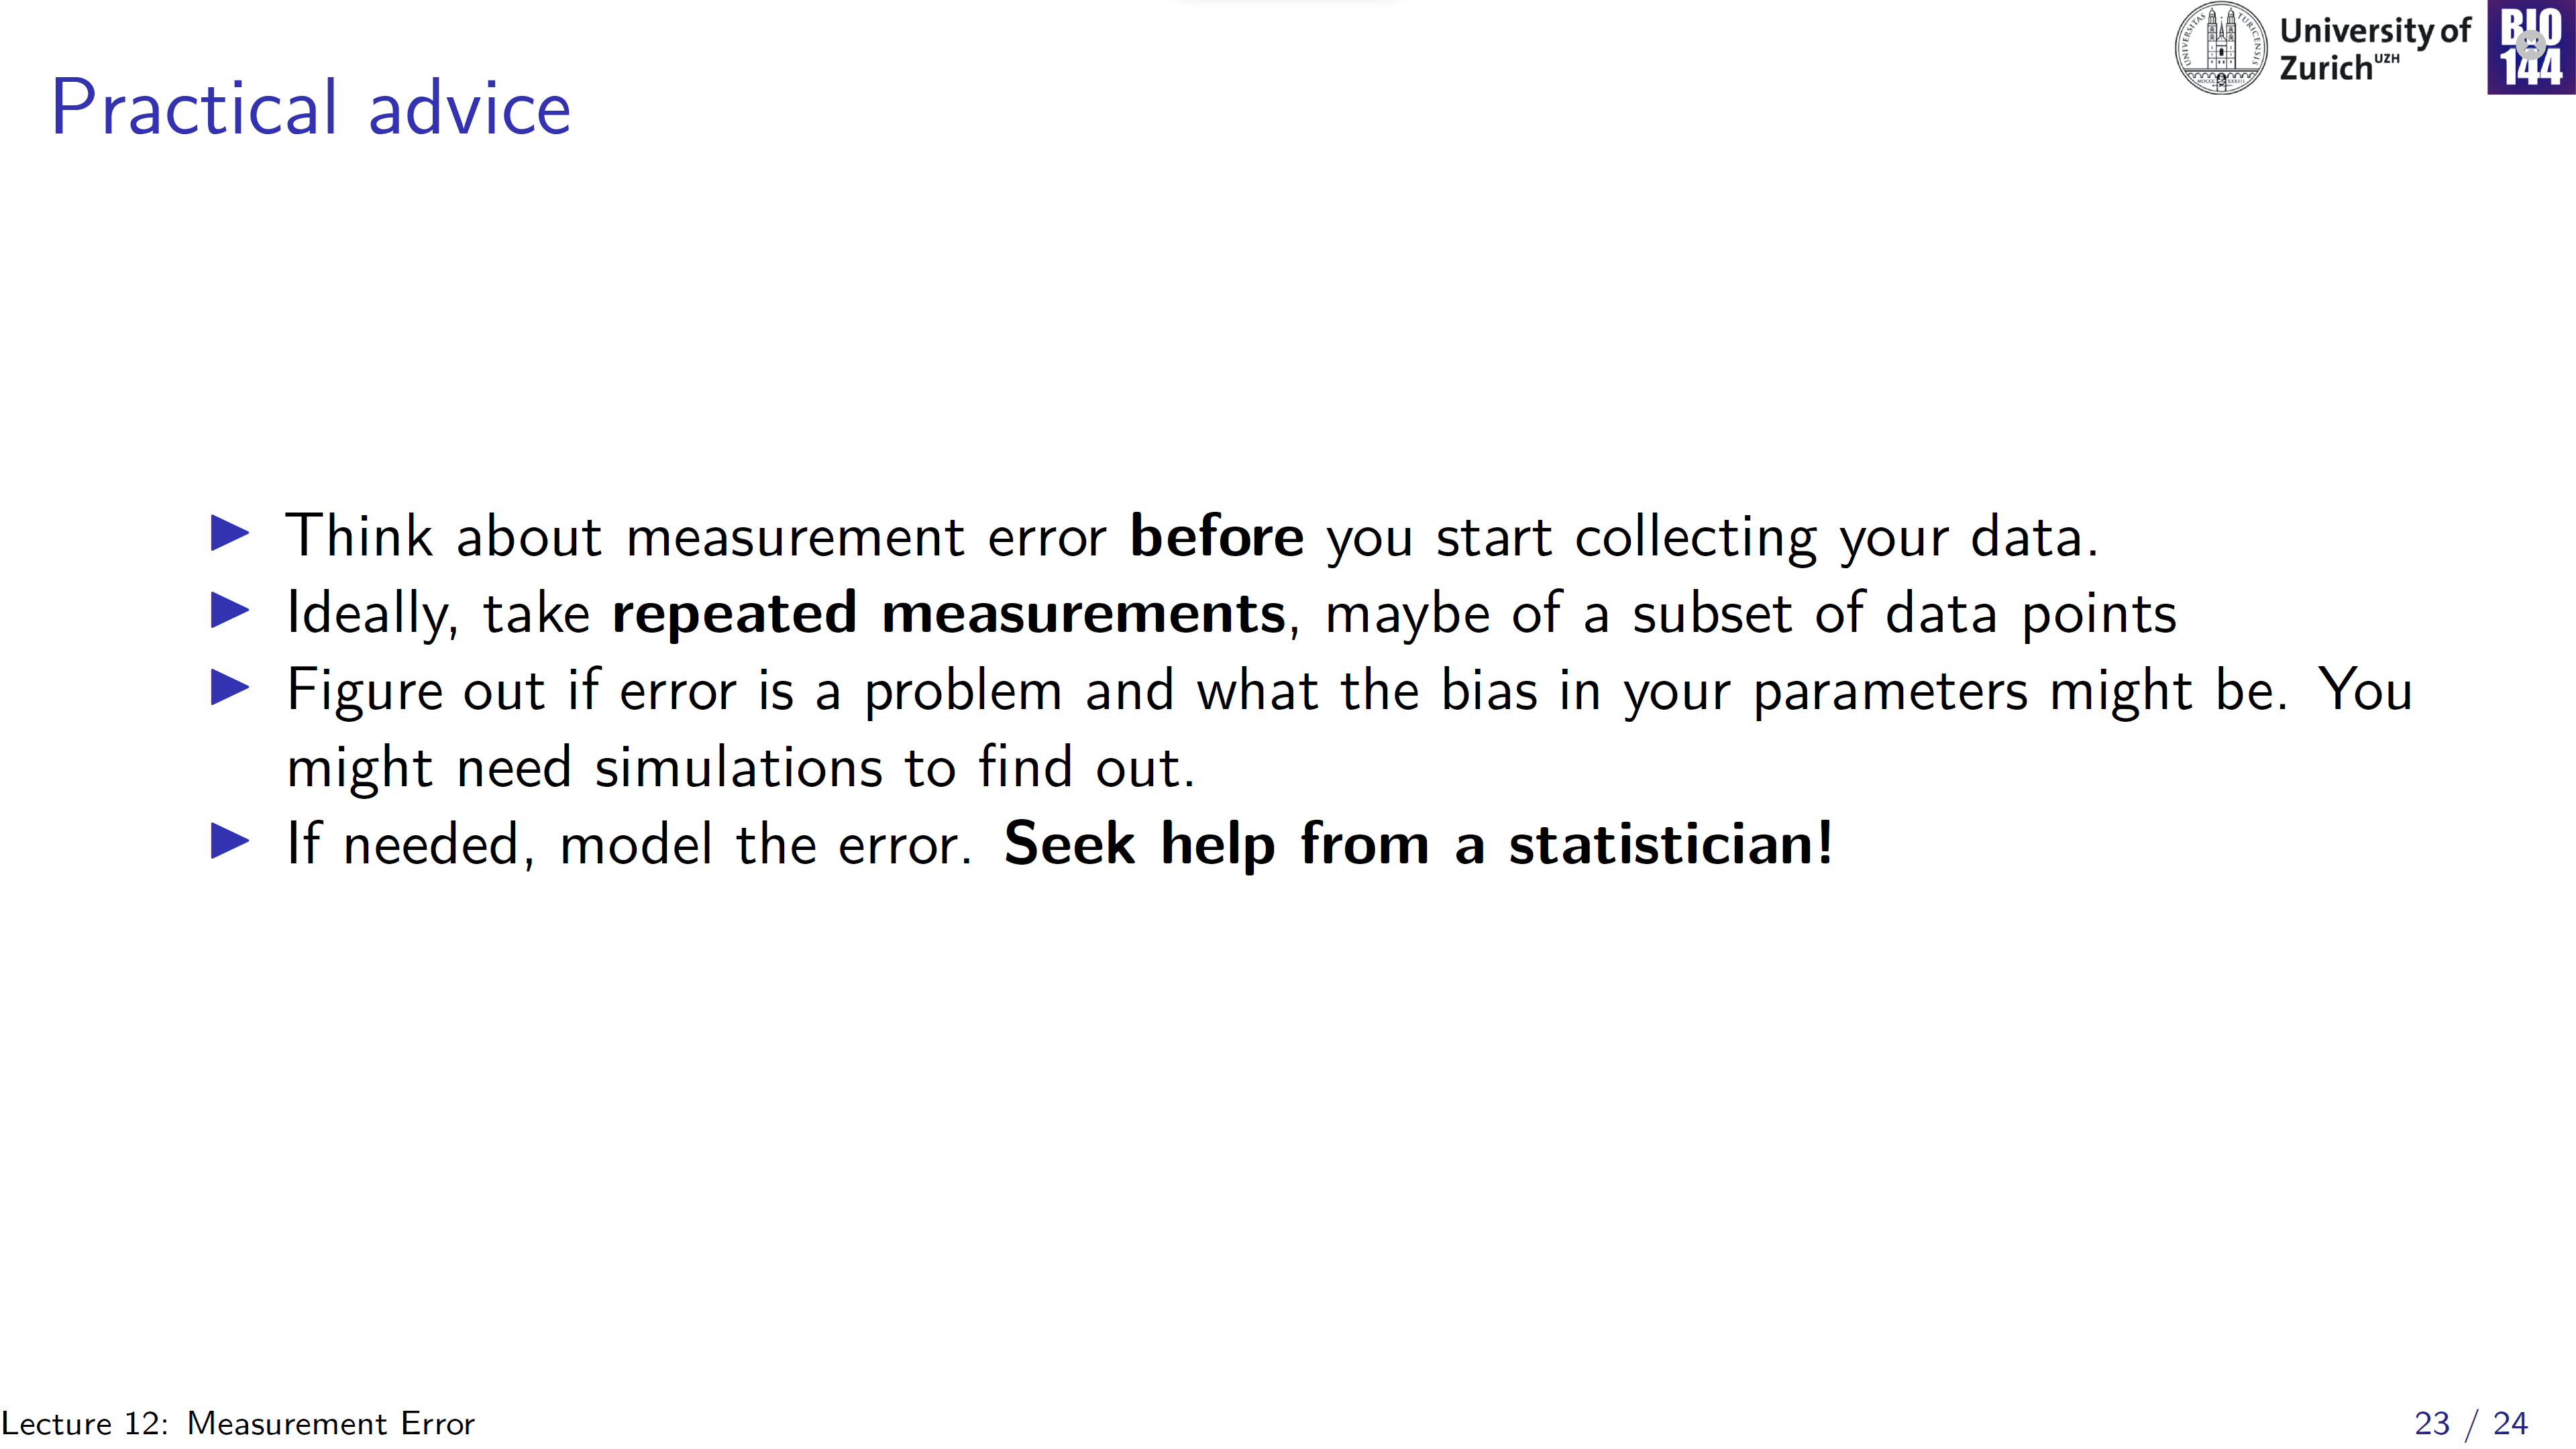 University of
Zurich UZH
BIO
144
Practical advice
Think about measurement error before you start collecting your data.
Ideally, take repeated measurements, maybe of a subset of data points
Figure out if error is a problem and what the bias in your parameters might be. You
might need simulations to find out.
If needed, model the error. Seek help from a statistician!
Lecture 12: Measurement Error
23 / 24